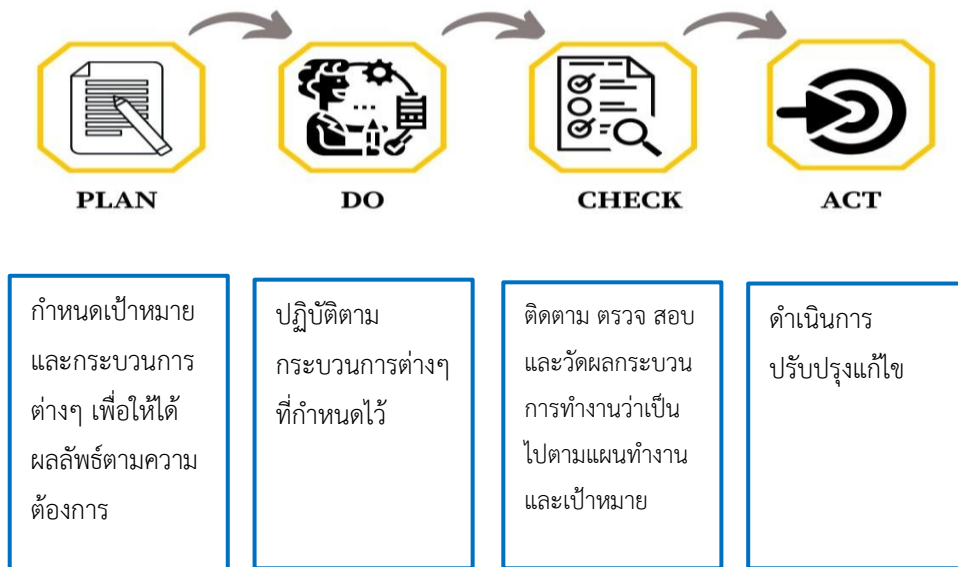 PLAN
DO
CHECK
ACT
กำหนดเป้าหมาย
และกระบวนการ
ต่างๆ เพื่อให้ได้
ผลลัพธ์ตามความ
ต้องการ
ปฏิบัติตาม
กระบวนการต่างๆ
ที่กำหนดไว้
ติดตาม ตรวจ สอบ
และวัดผลกระบวน
การทำงานว่าเป็น
ไปตามแผนทำงาน
และเป้าหมาย
ดำเนินการ
ปรับปรุงแก้ไข